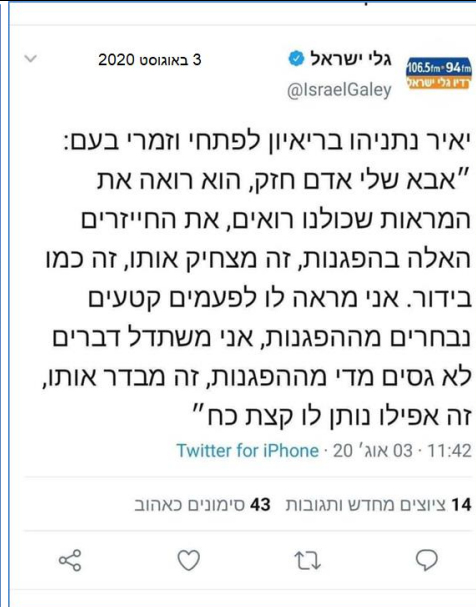 גלי ישראל
3 באוגוסט 2020
@IsraelGaley
106.5fm 94fm
רדיו גלי ישראל
יאיר נתניהו בריאיון לפתחי וזמרי בעם:
"אבא שלי אדם חזק, הוא רואה את
המראות שכולנו רואים, את החייזרים
האלה בהפגנות, זה מצחיק אותו, זה כמו
בידור. אני מראה לו לפעמים קטעים
נבחרים מההפגנות, אני משתדל דברים
לא גסים מדי מההפגנות, זה מבדר אותו,
זה אפילו נותן לו קצת כח"
11:42 · 03 אוג' 20 · Twitter for iPhone
14 ציוצים מחדש ותגובות 43 סימונים כאהוב